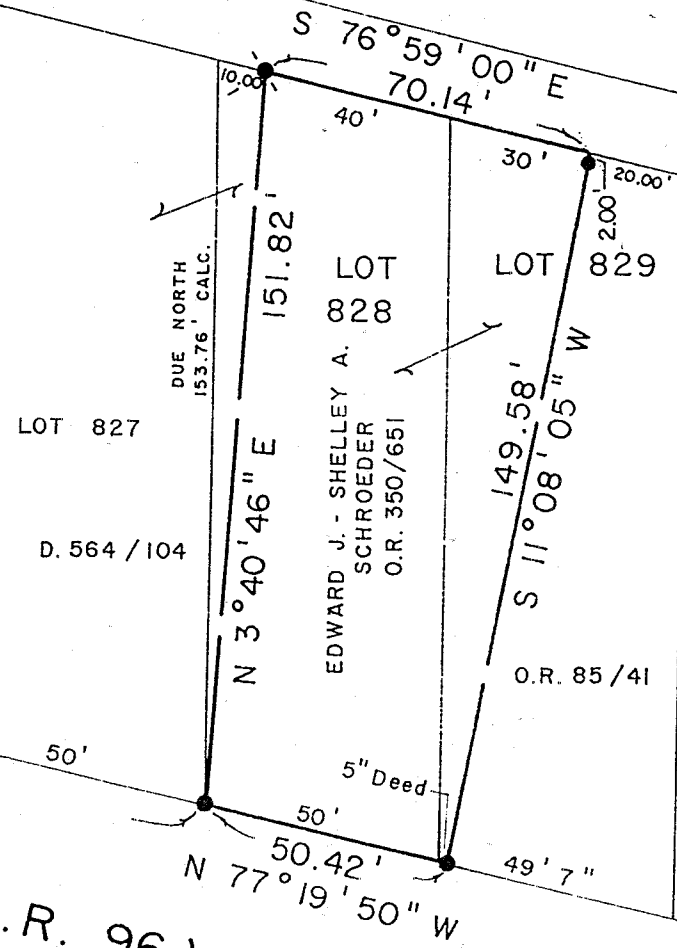 S 76°59'00" E
70.14'
10.00'
40'
30'
20.00'
2.00'
151.82'
DUE NORTH
153.76' CALC.
LOT
828
LOT 829
LOT 827
D. 564 / 104
N 3°40'46" E
EDWARD J. - SHELLEY A.
SCHROEDER
O.R. 350/651
149.58'
S 11°08'05" W
O.R. 85/41
50'
5" Deed
50'
50.42'
N 77°19'50" W
49'7"
.R. 96